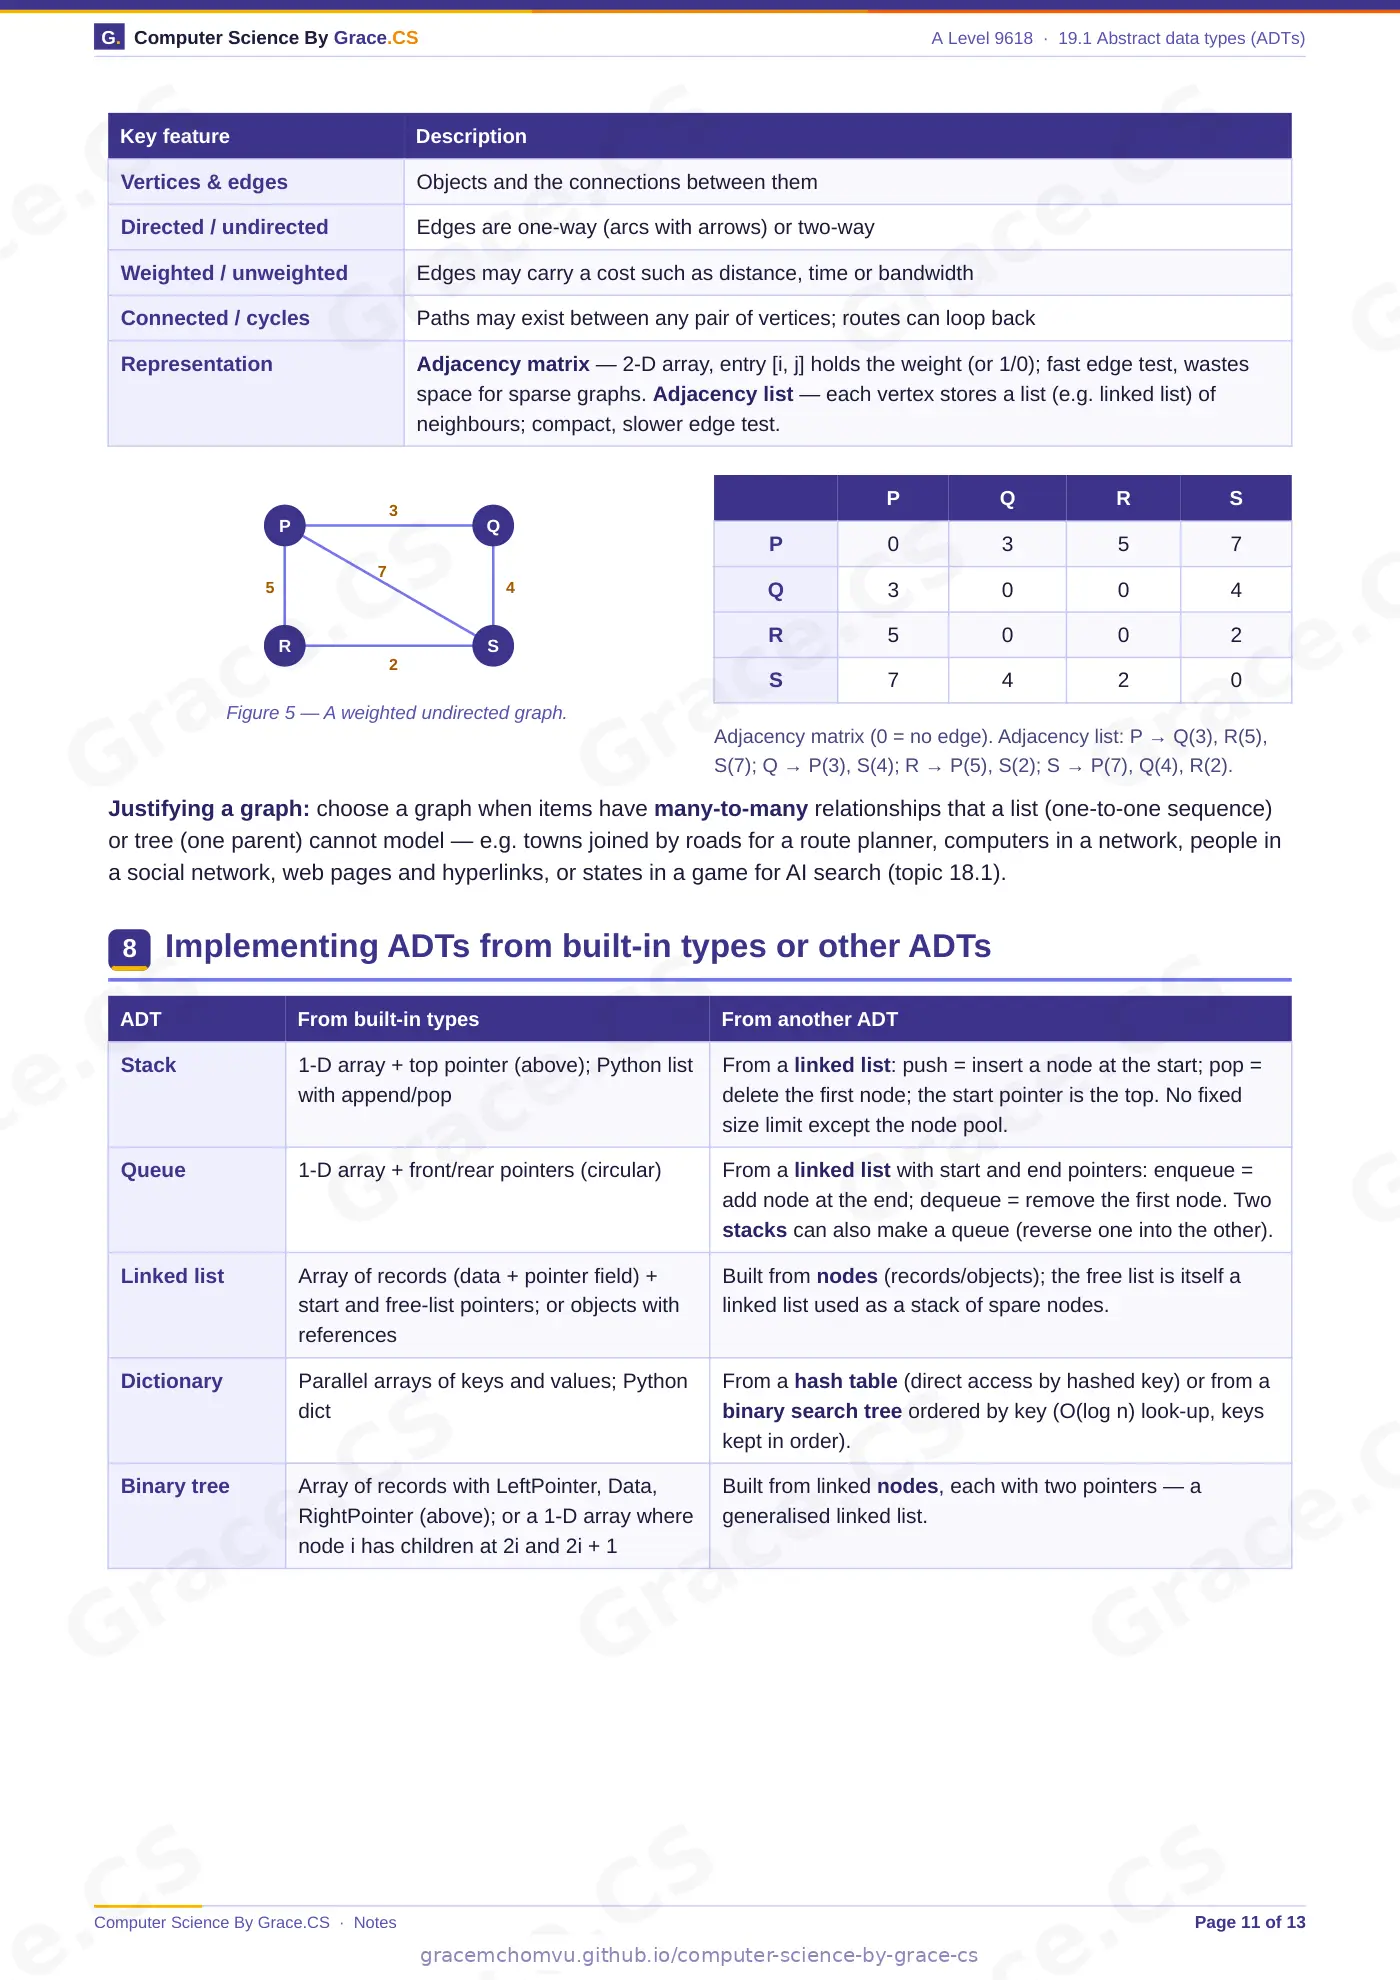 G. Computer Science By Grace.CS
A Level 9618 · 19.1 Abstract data types (ADTs)
Key feature Description
Vertices & edges Objects and the connections between them
Directed / undirected Edges are one-way (arcs with arrows) or two-way
Weighted / unweighted Edges may carry a cost such as distance, time or bandwidth
Connected / cycles Paths may exist between any pair of vertices; routes can loop back
Representation Adjacency matrix — 2-D array, entry [i, j] holds the weight (or 1/0); fast edge test, wastes
space for sparse graphs. Adjacency list — each vertex stores a list (e.g. linked list) of
neighbours; compact, slower edge test.
3
P Q
7
5 4
R S
2
Figure 5 — A weighted undirected graph.
P Q R S
P 0 3 5 7
Q 3 0 0 4
R 5 0 0 2
S 7 4 2 0
Adjacency matrix (0 = no edge). Adjacency list: P → Q(3), R(5),
S(7); Q → P(3), S(4); R → P(5), S(2); S → P(7), Q(4), R(2).
Justifying a graph: choose a graph when items have many-to-many relationships that a list (one-to-one sequence)
or tree (one parent) cannot model — e.g. towns joined by roads for a route planner, computers in a network, people in
a social network, web pages and hyperlinks, or states in a game for AI search (topic 18.1).
8 Implementing ADTs from built-in types or other ADTs
ADT From built-in types From another ADT
Stack 1-D array + top pointer (above); Python list
with append/pop
From a linked list: push = insert a node at the start; pop =
delete the first node; the start pointer is the top. No fixed
size limit except the node pool.
Queue 1-D array + front/rear pointers (circular)
From a linked list with start and end pointers: enqueue =
add node at the end; dequeue = remove the first node. Two
stacks can also make a queue (reverse one into the other).
Linked list Array of records (data + pointer field) +
start and free-list pointers; or objects with
references
Built from nodes (records/objects); the free list is itself a
linked list used as a stack of spare nodes.
Dictionary Parallel arrays of keys and values; Python
dict
From a hash table (direct access by hashed key) or from a
binary search tree ordered by key (O(log n) look-up, keys
kept in order).
Binary tree Array of records with LeftPointer, Data,
RightPointer (above); or a 1-D array where
node i has children at 2i and 2i + 1
Built from linked nodes, each with two pointers — a
generalised linked list.
Computer Science By Grace.CS · Notes
Page 11 of 13
gracemchomvu.github.io/computer-science-by-grace-cs